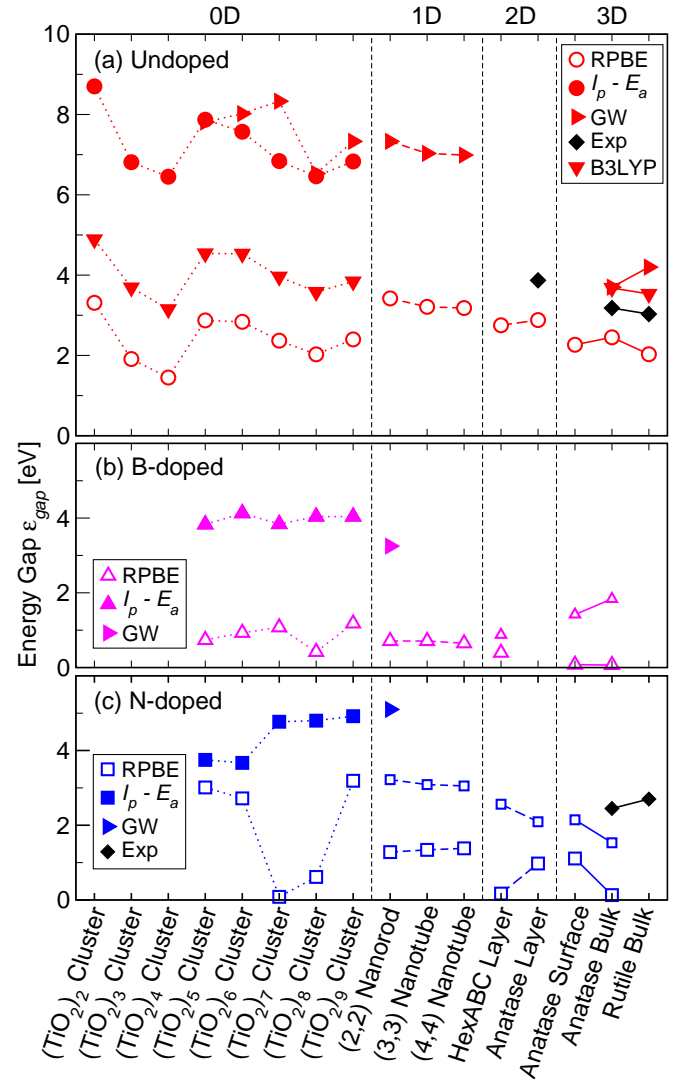 0D 1D 2D 3D
10
8
6
4
2
0
(a) Undoped
RPBE
Iₚ - Eₐ
GW
Exp
B3LYP
Energy Gap ε_gap [eV]
4
2
0
(b) B-doped
RPBE
Iₚ - Eₐ
GW
4
2
0
(c) N-doped
RPBE
Iₚ - Eₐ
GW
Exp
(TiO₂)₂ Cluster
(TiO₂)₃ Cluster
(TiO₂)₄ Cluster
(TiO₂)₅ Cluster
(TiO₂)₆ Cluster
(TiO₂)₇ Cluster
(TiO₂)₈ Cluster
(TiO₂)₉ Cluster
(2,2) Nanorod
(3,3) Nanotube
(4,4) Nanotube
HexABC Layer
Anatase Layer
Anatase Surface
Anatase Bulk
Rutile Bulk